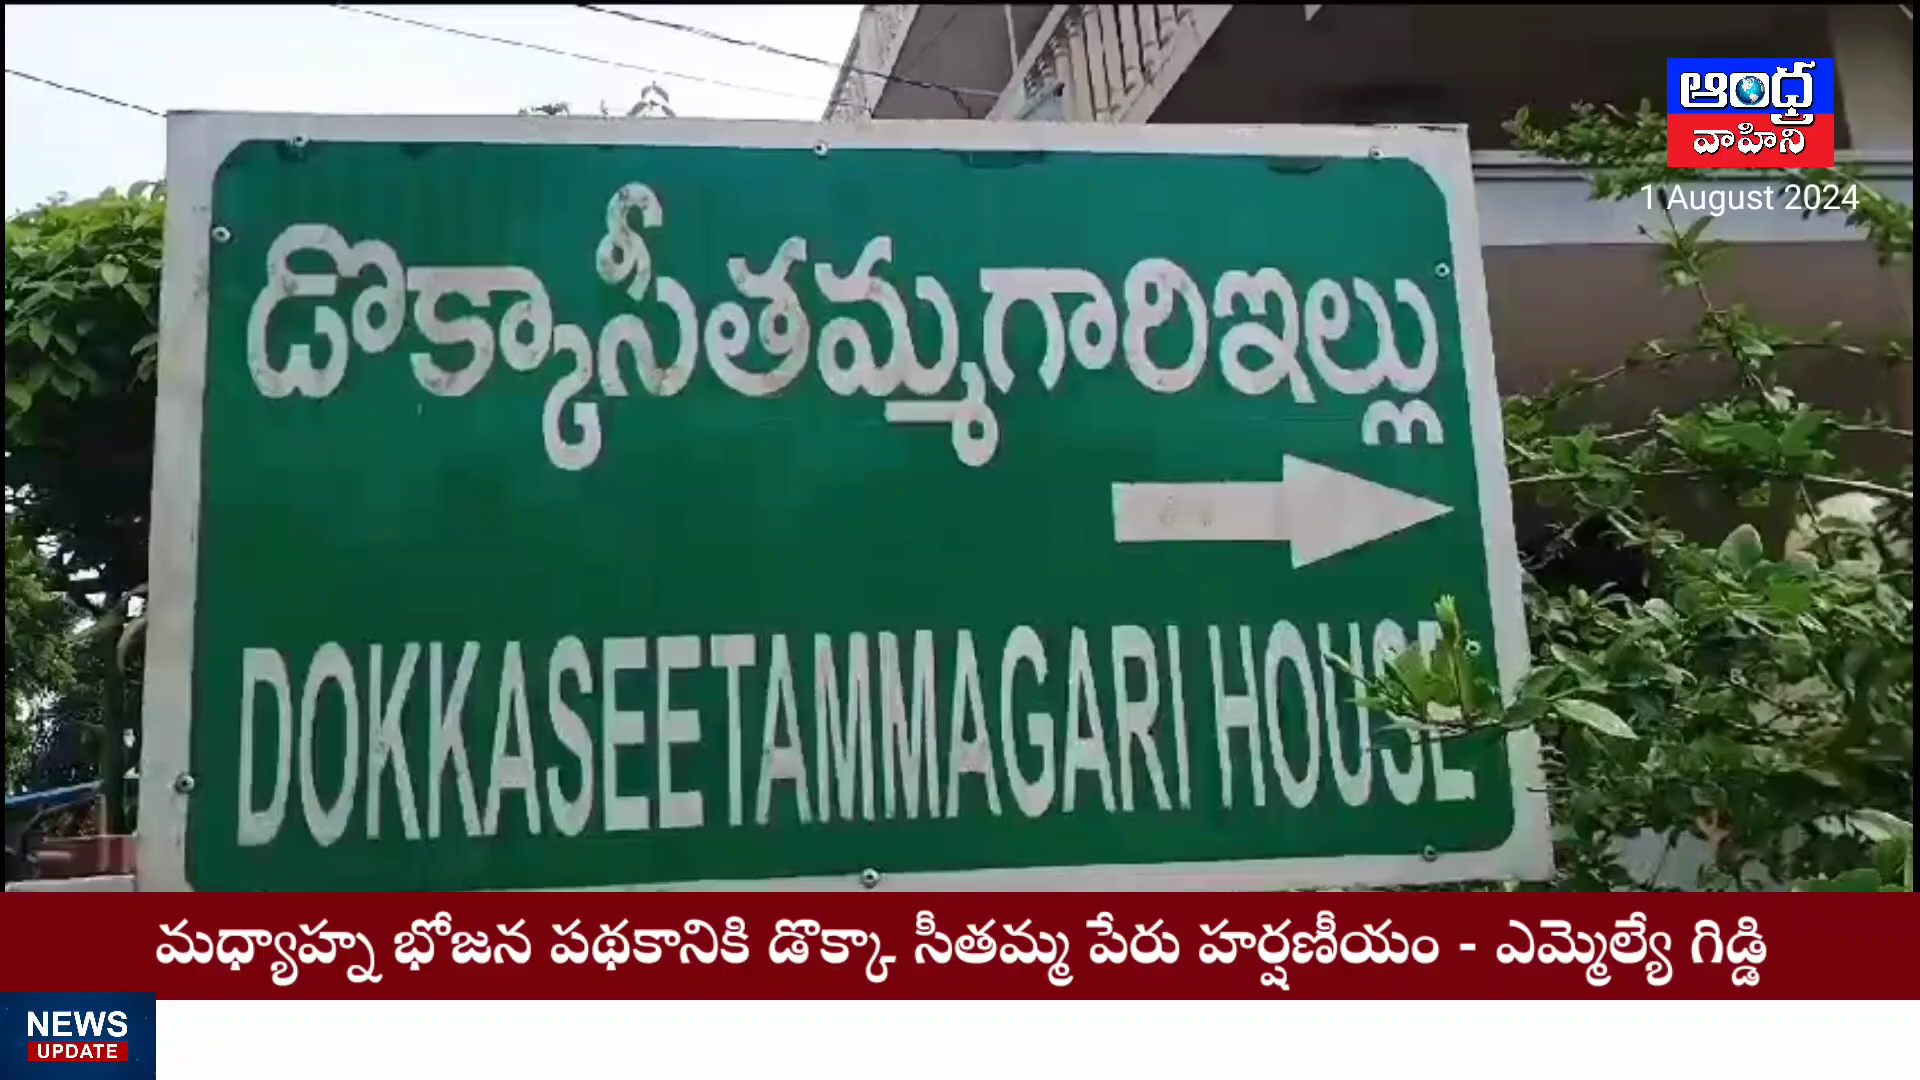 ఆంధ్ర
వాహిని
1 August 2024
డొక్కాసీతమ్మగారిఇల్లు
DOKKASEETAMMAGARI HOUSE
మధ్యాహ్న భోజన పథకానికి డొక్కా సీతమ్మ పేరు హర్షణీయం - ఎమ్మెల్యే గిడ్డి
NEWS
UPDATE